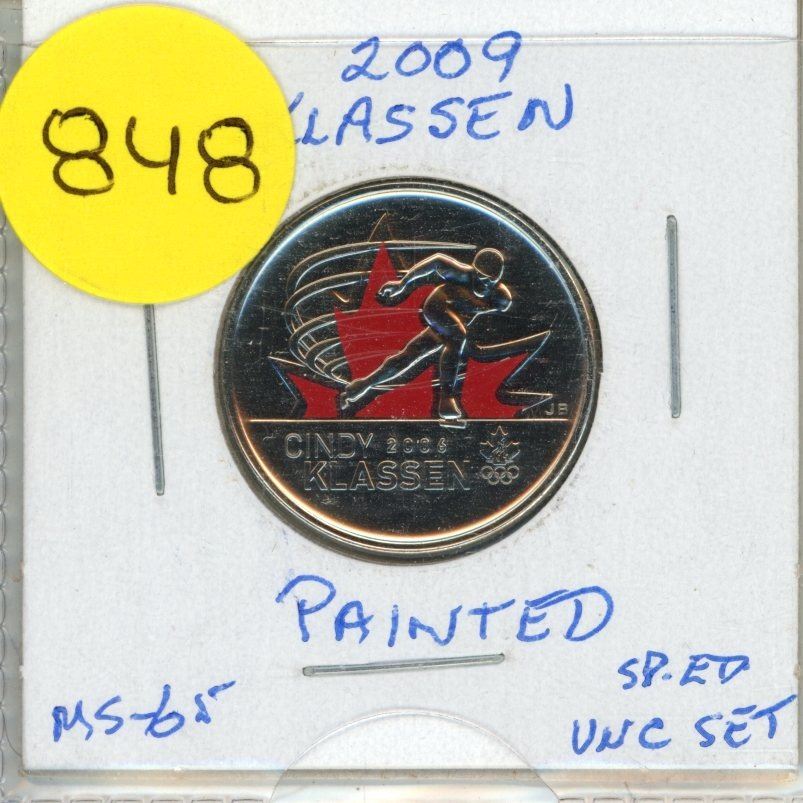 2009
KLASSEN
848
JB
CINDY 2006
KLASSEN
PAINTED
MS-65
SP. ED
UNC SET